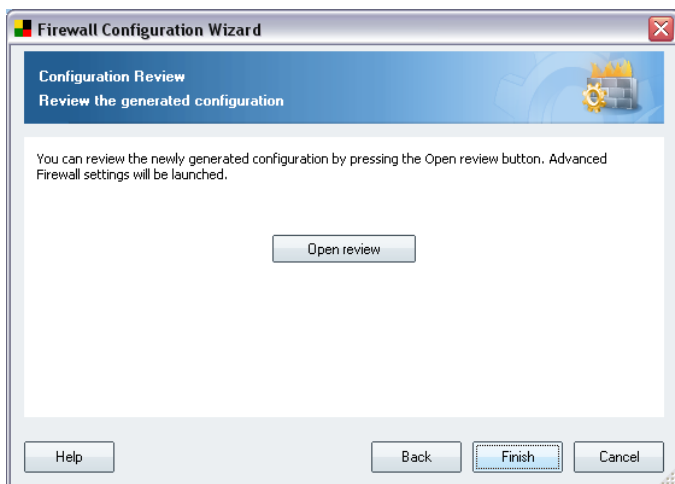 Firewall Configuration Wizard
Configuration Review
Review the generated configuration
You can review the newly generated configuration by pressing the Open review button. Advanced
Firewall settings will be launched.
Open review
Help
Back
Finish
Cancel